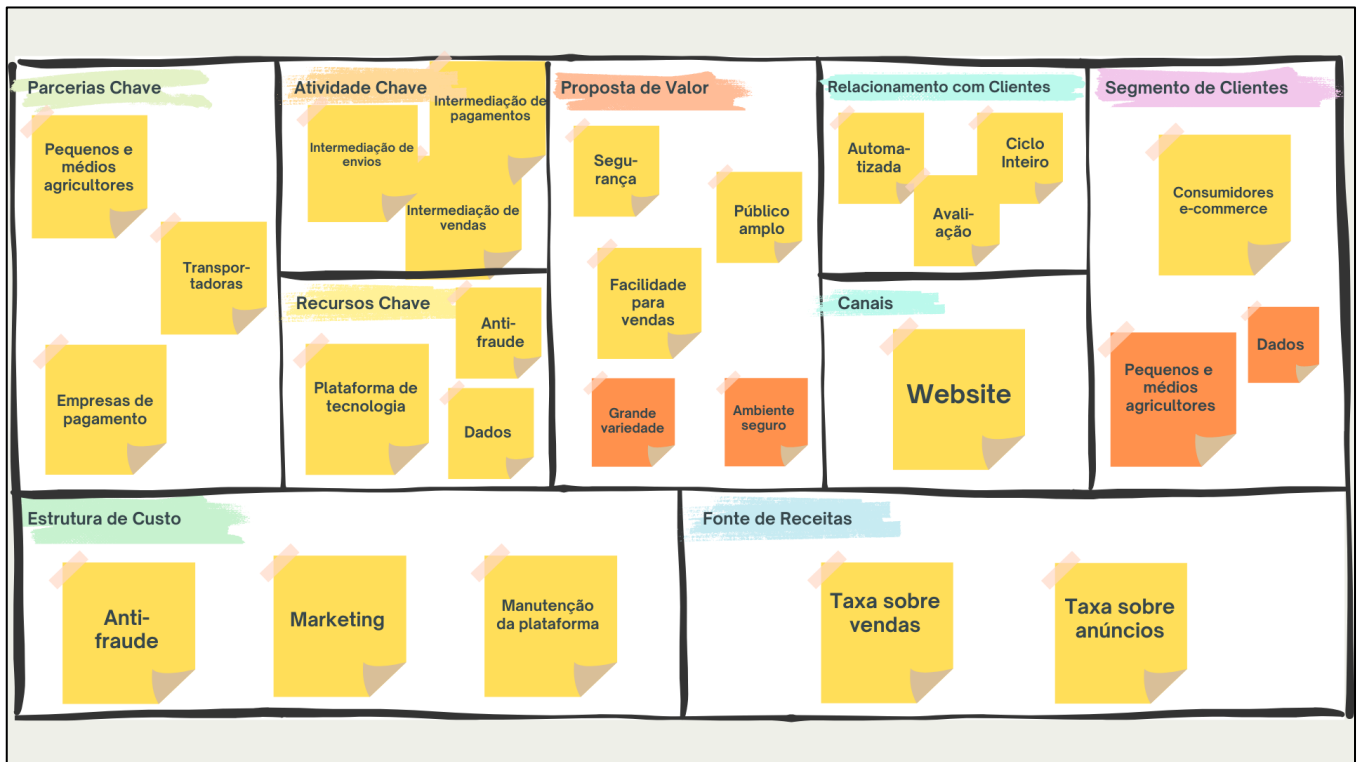 Parcerias Chave
Pequenos e
médios
agricultores
Transpor-
tadoras
Empresas de
pagamento
Atividade Chave
Intermediação de
pagamentos
Intermediação de
envios
Intermediação de
vendas
Recursos Chave
Anti-
fraude
Plataforma de
tecnologia
Dados
Proposta de Valor
Segu-
rança
Público
amplo
Facilidade
para
vendas
Grande
variedade
Ambiente
seguro
Relacionamento com Clientes
Automa-
tizada
Ciclo
Inteiro
Avali-
ação
Canais
Website
Segmento de Clientes
Consumidores
e-commerce
Dados
Pequenos e
médios
agricultores
Estrutura de Custo
Anti-
fraude
Marketing
Manutenção
da plataforma
Fonte de Receitas
Taxa sobre
vendas
Taxa sobre
anúncios